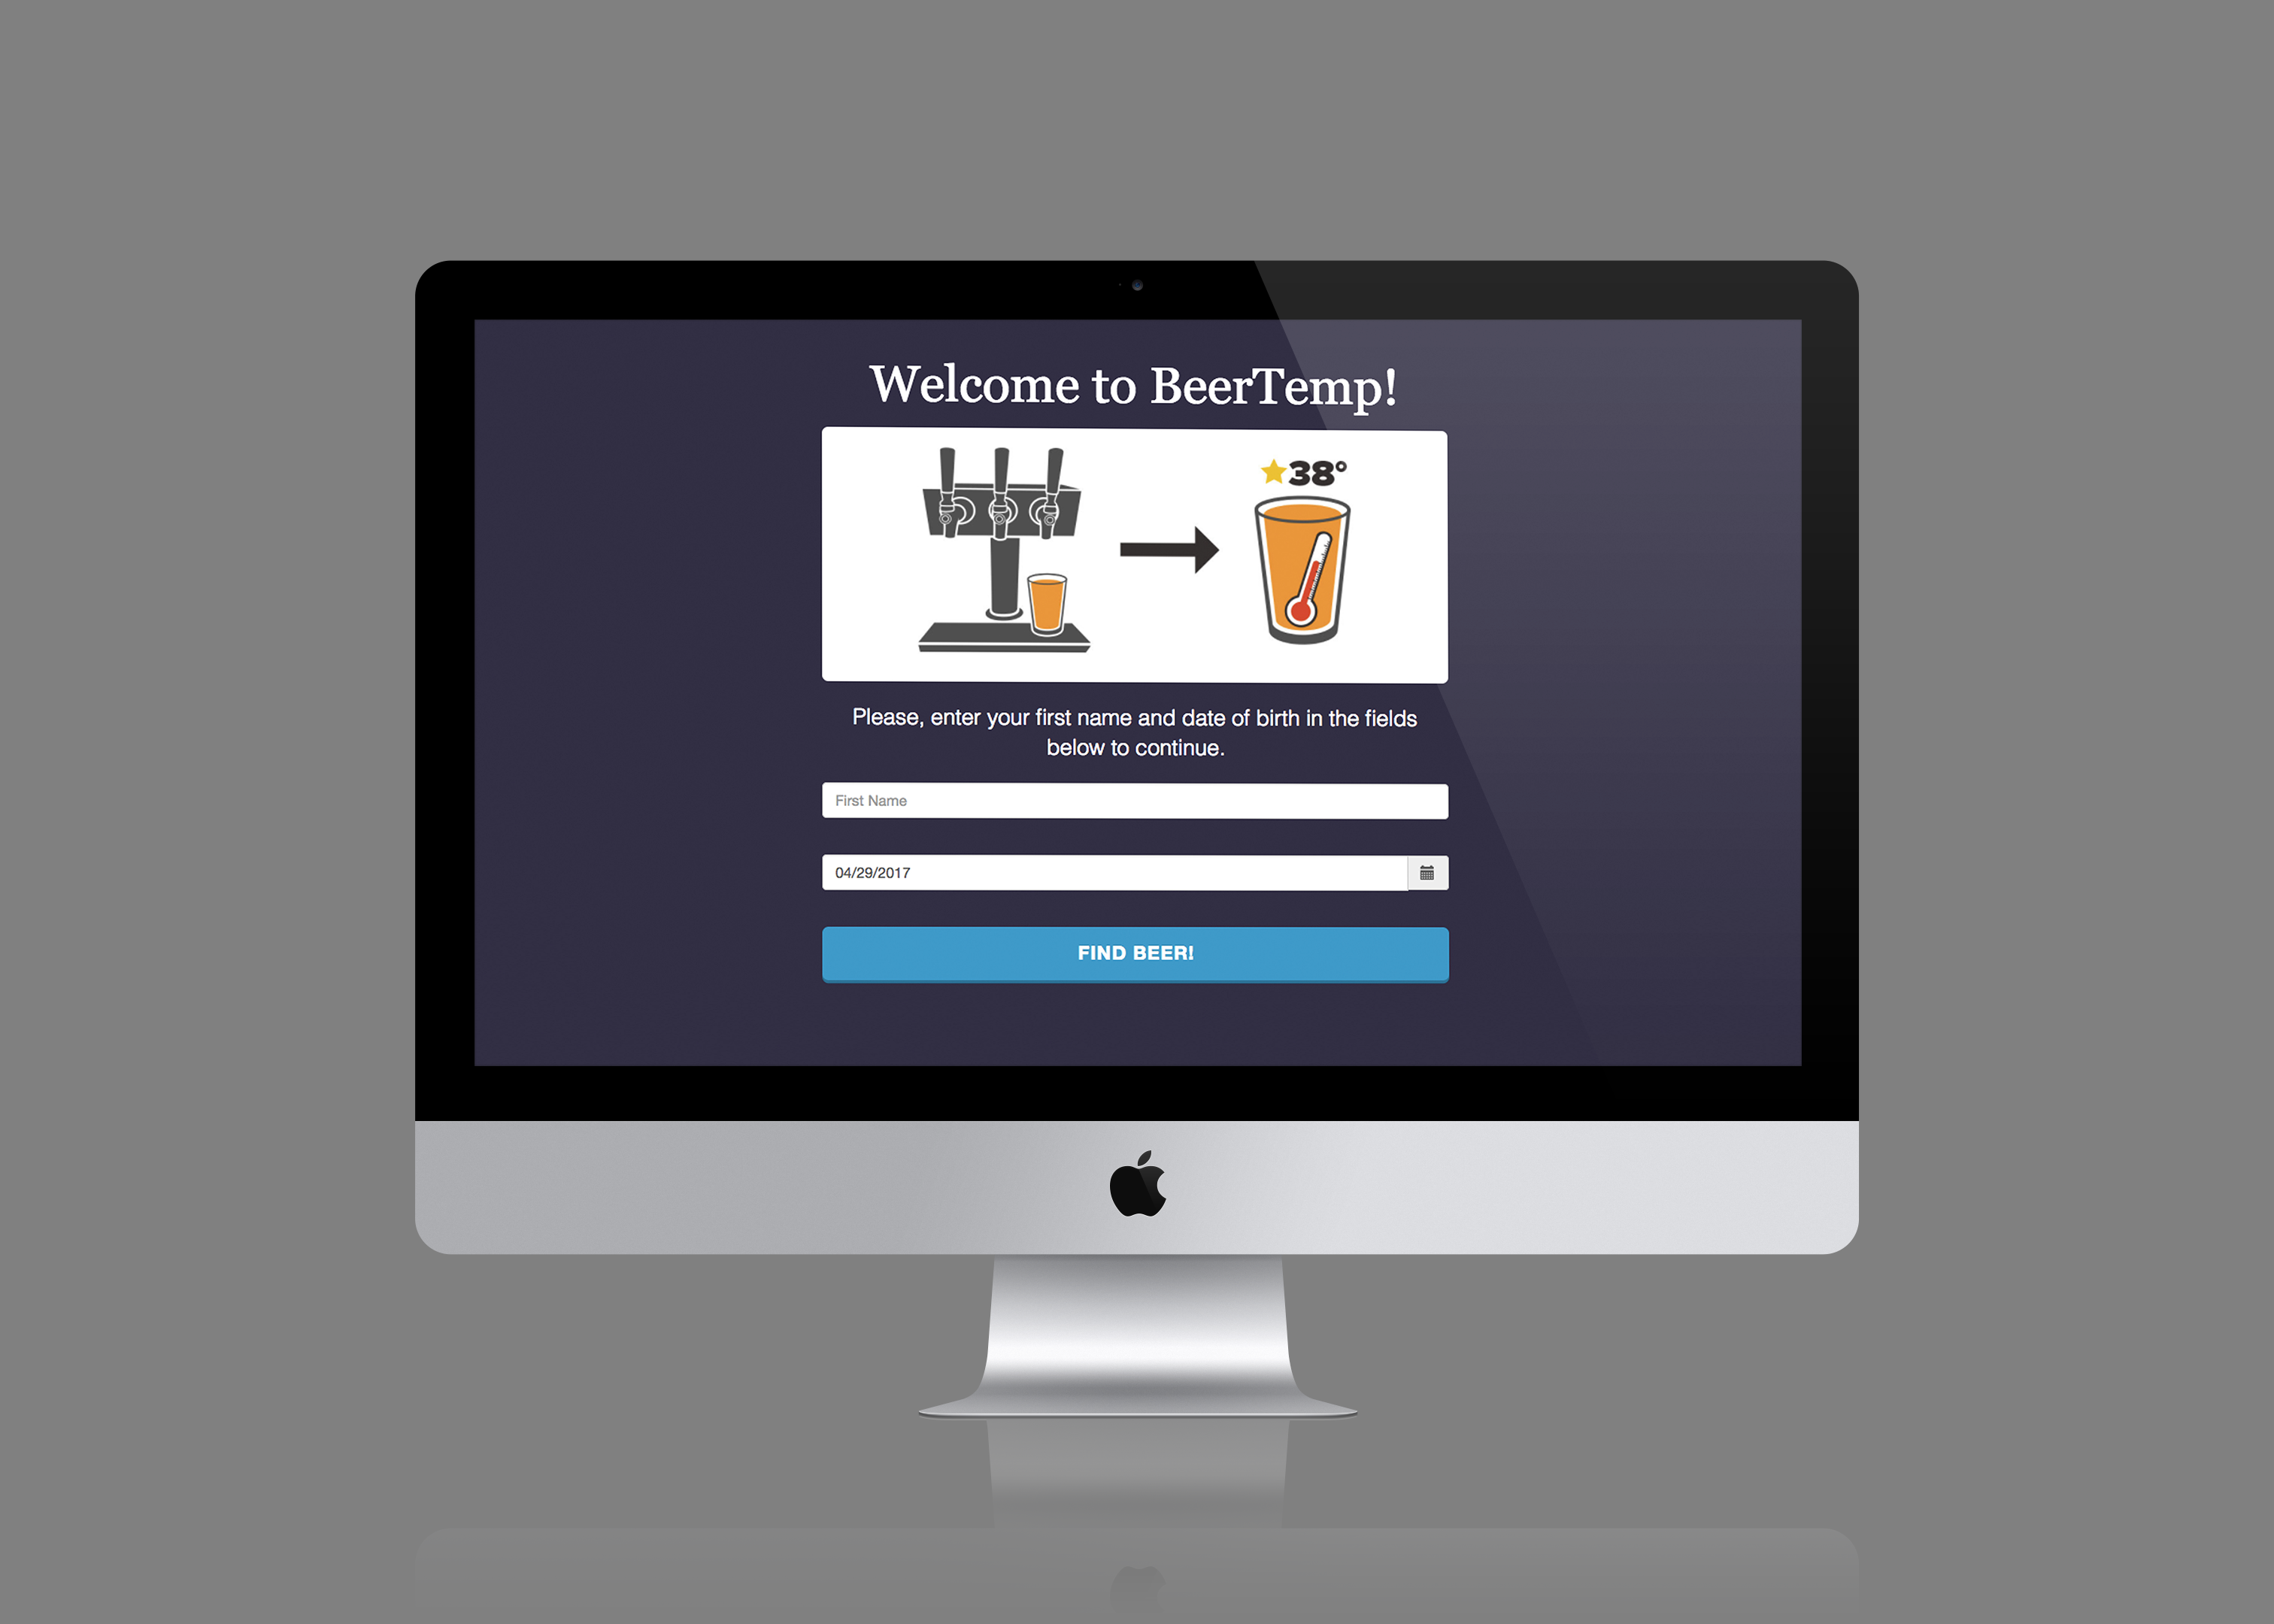 Welcome to BeerTemp!
38°
Please, enter your first name and date of birth in the fields
below to continue.
First Name
04/29/2017
FIND BEER!